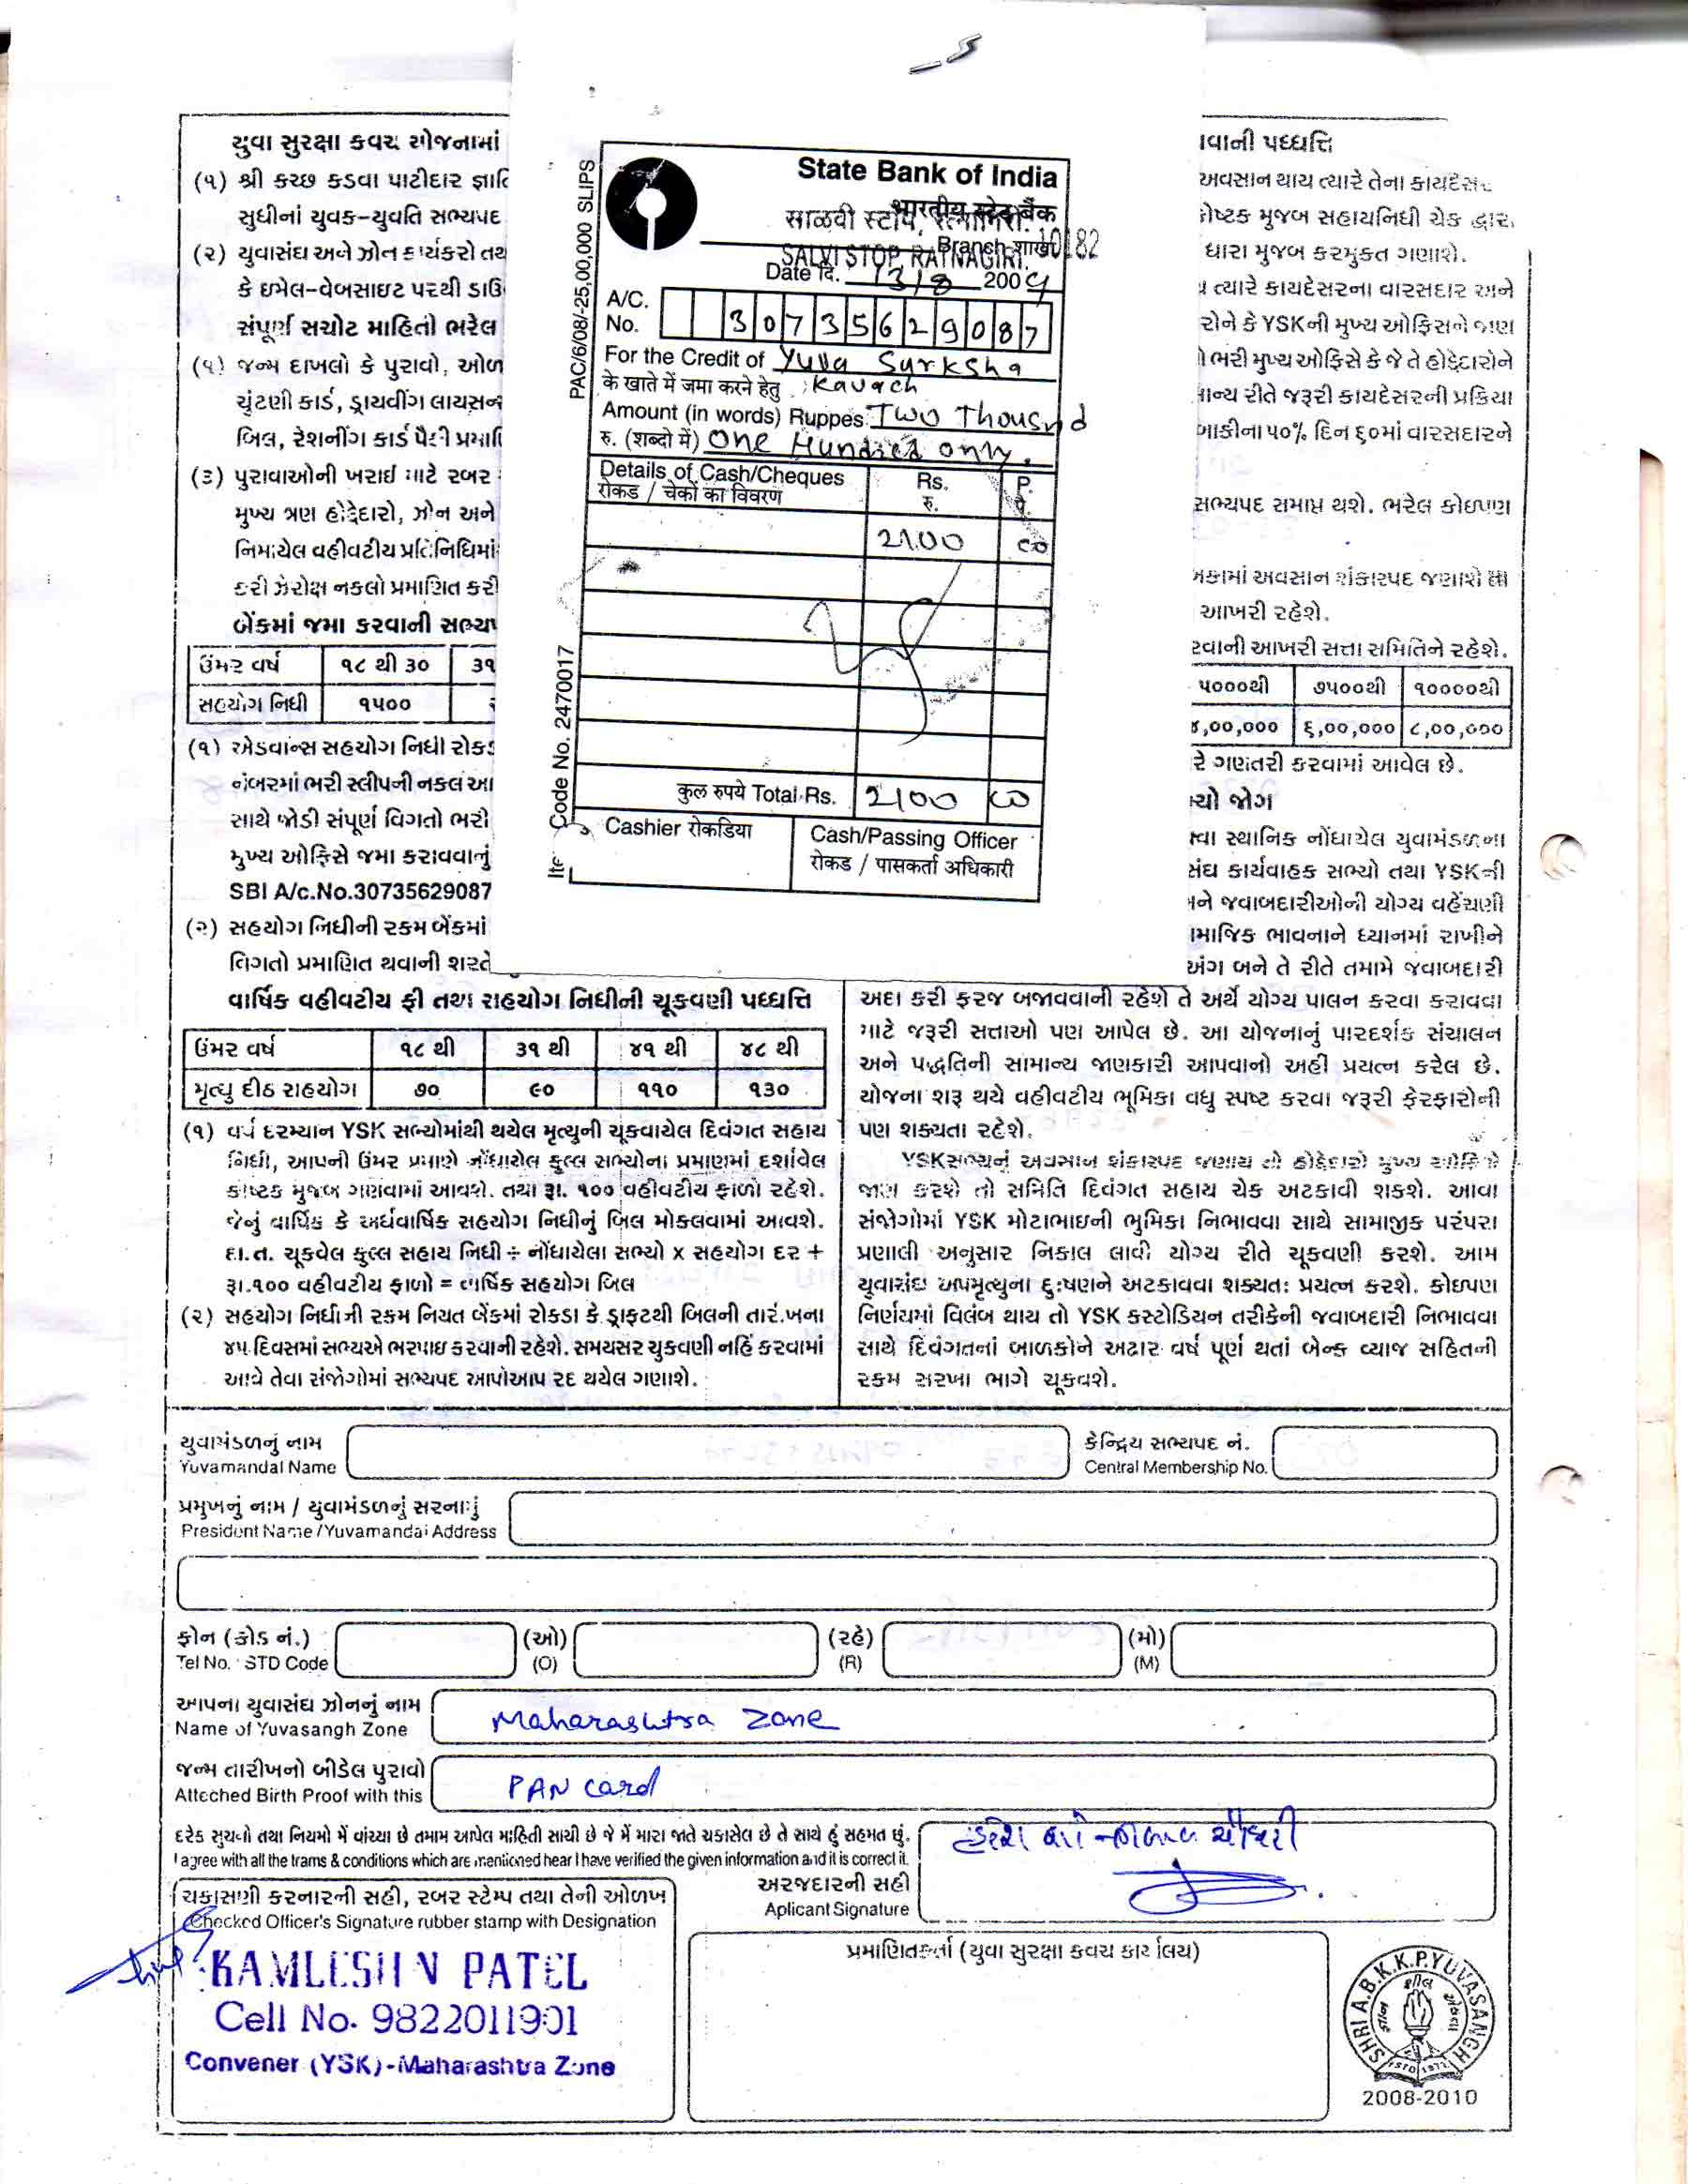 યુવા સુરક્ષા કવચ યોજનામાં
(૧) શ્રી કચ્છ કડવા પાટીદાર જ્ઞાતિ
સુધીનાં યુવક-યુવતિ સભ્યપદ
(૨) યુવાસંઘ અને ઝોન કાર્યકરો તથ
કે ઇમેલ-વેબસાઇટ પરથી ડાઉ
સંપૂર્ણ સચોટ માહિતી ભરેલ
(૫) જન્મ દાખલો કે પુરાવો, ઓળ
ચુંટણી કાર્ડ, ડ્રાયવીંગ લાયસન
બિલ, રેશનીંગ કાર્ડ પૈકી પ્રમાણિ
(૩) પુરાવાઓની ખરાઇ માટે રબર
મુખ્ય ત્રણ હોદ્દેદારો, ઝોન અને
નિમાયેલ વહીવટીય પ્રતિનિધિમાં
કરી ઝેરોક્ષ નકલો પ્રમાણિત કરી
બેંકમાં જમા કરવાની સભ્યપ
ઉંમર વર્ષ ૧૮ થી ૩૦ ૩૧
સહયોગ નિધી ૧૫૦૦
(૧) એડવાન્સ સહયોગ નિધી રોકડ
નંબરમાં ભરી સ્લીપની નકલ આ
સાથે જોડી સંપૂર્ણ વિગતો ભરી
મુખ્ય ઓફિસે જમા કરાવવાનું
SBI A/c.No.30735629087
(૨) સહયોગ નિધીની રકમ બેંકમાં
વિગતો પ્રમાણિત થવાની શરતે
PAC/6/08/-25,00,000 SLIPS
Code No. 2470017
State Bank of India
भारतीय स्टेट बैंक
साळवी स्टॉप, रत्नागिरी. 10182
Branch शाखा
SALVI STOP, RATNAGIRI.
Date दि. 13/8 2009
A/C. No. 30735629087
For the Credit of Yuva Surksha
के खाते में जमा करने हेतु Kavach
Amount (in words) Ruppes Two Thousnd
रु. (शब्दो में) One Hundred only.
Details of Cash/Cheques Rs. P.
रोकड / चेकों का विवरण रु. पै.
2100 00
कुल रुपये Total Rs. 2100 00
Cashier रोकडिया Cash/Passing Officer
रोकड / पासकर्ता अधिकारी
વાની પધ્ધતિ
અવસાન થાય ત્યારે તેના કાયદેસર
કોષ્ટક મુજબ સહાયનિધી ચેક દ્વારા
ધારા મુજબ કરમુક્ત ગણાશે.
ત્યારે કાયદેસરના વારસદાર અને
રોને કે YSKની મુખ્ય ઓફિસને જાણ
ભરી મુખ્ય ઓફિસે કે જે તે હોદ્દેદારોને
માન્ય રીતે જરૂરી કાયદેસરની પ્રક્રિયા
બાકીના ૫૦% દિન ૬૦માં વારસદારને
સભ્યપદ સમાપ્ત થશે. ભરેલ કોઇપણ
અવસાન શંકાસ્પદ જણાશે તો
આખરી રહેશે.
રવાની આખરી સત્તા સમિતિને રહેશે.
૫૦૦૦થી ૭૫૦૦થી ૧૦૦૦૦થી
૪,૦૦,૦૦૦ ૬,૦૦,૦૦૦ ૮,૦૦,૦૦૦
રે ગણતરી કરવામાં આવેલ છે.
યો જોગ
સ્થાનિક નોંધાયેલ યુવામંડળના
સંઘ કાર્યવાહક સભ્યો તથા YSKની
અને જવાબદારીઓની યોગ્ય વહેંચણી
ામાજિક ભાવનાને ધ્યાનમાં રાખીને
અંગ બને તે રીતે તમામે જવાબદારી
વાર્ષિક વહીવટીય ફી તથા સહયોગ નિધીની ચૂકવણી પધ્ધતિ
ઉંમર વર્ષ ૧૮ થી ૩૧ થી ૪૧ થી ૪૮ થી
મૃત્યુ દીઠ સહયોગ ૭૦ ૯૦ ૧૧૦ ૧૩૦
(૧) વર્ષ દરમ્યાન YSK સભ્યોમાંથી થયેલ મૃત્યુની ચૂકવાયેલ દિવંગત સહાય
નિધી, આપની ઉંમર પ્રમાણે નોંધાયેલ કુલ્લ સભ્યોના પ્રમાણમાં દર્શાવેલ
કોષ્ટક મુજબ ગણવામાં આવશે. તથા રૂા. ૧૦૦ વહીવટીય ફાળો રહેશે.
જેનું વાર્ષિક કે અર્ધવાર્ષિક સહયોગ નિધીનું બિલ મોકલવામાં આવશે.
દા.ત. ચૂકવેલ કુલ્લ સહાય નિધી ÷ નોંધાયેલા સભ્યો x સહયોગ દર +
રૂા.૧૦૦ વહીવટીય ફાળો = વાર્ષિક સહયોગ બિલ
(૨) સહયોગ નિધીની રકમ નિયત બેંકમાં રોકડા કે ડ્રાફટથી બિલની તારીખના
૪૫ દિવસમાં સભ્યએ ભરપાઇ કરવાની રહેશે. સમયસર ચુકવણી નહિં કરવામાં
આવે તેવા સંજોગોમાં સભ્યપદ આપોઆપ રદ થયેલ ગણાશે.
અદા કરી ફરજ બજાવવાની રહેશે તે અર્થે યોગ્ય પાલન કરવા કરાવવા
માટે જરૂરી સત્તાઓ પણ આપેલ છે. આ યોજનાનું પારદર્શક સંચાલન
અને પદ્ધતિની સામાન્ય જાણકારી આપવાનો અહીં પ્રયત્ન કરેલ છે.
યોજના શરૂ થયે વહીવટીય ભૂમિકા વધુ સ્પષ્ટ કરવા જરૂરી ફેરફારોની
પણ શક્યતા રહેશે.
YSKસભ્યનું અવસાન શંકાસ્પદ જણાય તો હોદ્દેદારો મુખ્ય ઓફિસે
જાણ કરશે તો સમિતિ દિવંગત સહાય ચેક અટકાવી શકશે. આવા
સંજોગોમાં YSK મોટાભાઇની ભુમિકા નિભાવવા સાથે સામાજીક પરંપરા
પ્રણાલી અનુસાર નિકાલ લાવી યોગ્ય રીતે ચૂકવણી કરશે. આમ
યુવાસંઘ અપમૃત્યુના દુઃષણને અટકાવવા શક્યતઃ પ્રયત્ન કરશે. કોઇપણ
નિર્ણયમાં વિલંબ થાય તો YSK કસ્ટોડિયન તરીકેની જવાબદારી નિભાવવા
સાથે દિવંગતનાં બાળકોને અઢાર વર્ષ પૂર્ણ થતાં બેન્ક વ્યાજ સહિતની
રકમ સરખા ભાગે ચૂકવશે.
યુવામંડળનું નામ કેન્દ્રિય સભ્યપદ નં.
Yuvamandal Name Central Membership No.
પ્રમુખનું નામ / યુવામંડળનું સરનામું
President Name /Yuvamandal Address
ફોન (કોડ નં.) (ઓ) (રહે) (મો)
Tel No. STD Code (O) (R) (M)
આપના યુવાસંઘ ઝોનનું નામ
Name of Yuvasangh Zone Maharashtra Zone
જન્મ તારીખનો બીડેલ પુરાવો
Attcched Birth Proof with this PAN card
દરેક સુચનો તથા નિયમો મેં વાંચ્યા છે તમામ આપેલ માહિતી સાચી છે જે મેં મારા જાતે ચકાસેલ છે તે સાથે હું સહમત છું.
I agree with all the trams & conditions which are mentioned hear I have verified the given information and it is correct it.
અરજદારની સહી
Aplicant Signature
ચકાસણી કરનારની સહી, રબર સ્ટેમ્પ તથા તેની ઓળખ
Checked Officer's Signature rubber stamp with Designation
KAMLESH N PATEL
Cell No. 9822011901
Convener (YSK)-Maharashtra Zone
પ્રમાણિતકર્તા (યુવા સુરક્ષા કવચ કાર્યાલય)
SHRI A.B.K.K.P.YUVASANGH
2008-2010